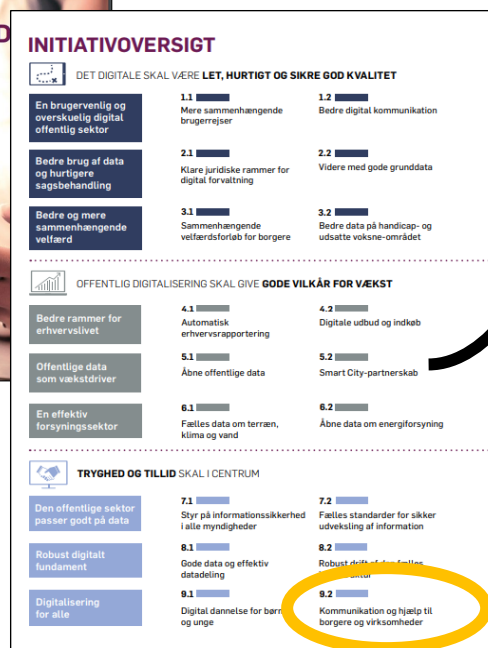 INITIATIVOVERSIGT
DET DIGITALE SKAL VÆRE LET, HURTIGT OG SIKRE GOD KVALITET
En brugervenlig og
overskuelig digital
offentlig sektor
1.1
Mere sammenhængende
brugerrejser
1.2
Bedre digital kommunikation
Bedre brug af data
og hurtigere
sagsbehandling
2.1
Klare juridiske rammer for
digital forvaltning
2.2
Videre med gode grunddata
Bedre og mere
sammenhængende
velfærd
3.1
Sammenhængende
velfærdsforløb for borgere
3.2
Bedre data på handicap- og
udsatte voksne-området
OFFENTLIG DIGITALISERING SKAL GIVE GODE VILKÅR FOR VÆKST
Bedre rammer for
erhvervslivet
4.1
Automatisk
erhvervsrapportering
4.2
Digitale udbud og indkøb
Offentlige data
som vækstdriver
5.1
Åbne offentlige data
5.2
Smart City-partnerskab
En effektiv
forsyningssektor
6.1
Fælles data om terræn,
klima og vand
6.2
Åbne data om energiforsyning
TRYGHED OG TILLID SKAL I CENTRUM
Den offentlige sektor
passer godt på data
7.1
Styr på informationssikkerhed
i alle myndigheder
7.2
Fælles standarder for sikker
udveksling af information
Robust digitalt
fundament
8.1
Gode data og effektiv
datadeling
8.2
Robust drift
Digitalisering
for alle
9.1
Digital dannelse for børn
og unge
9.2
Kommunikation og hjælp til
borgere og virksomheder